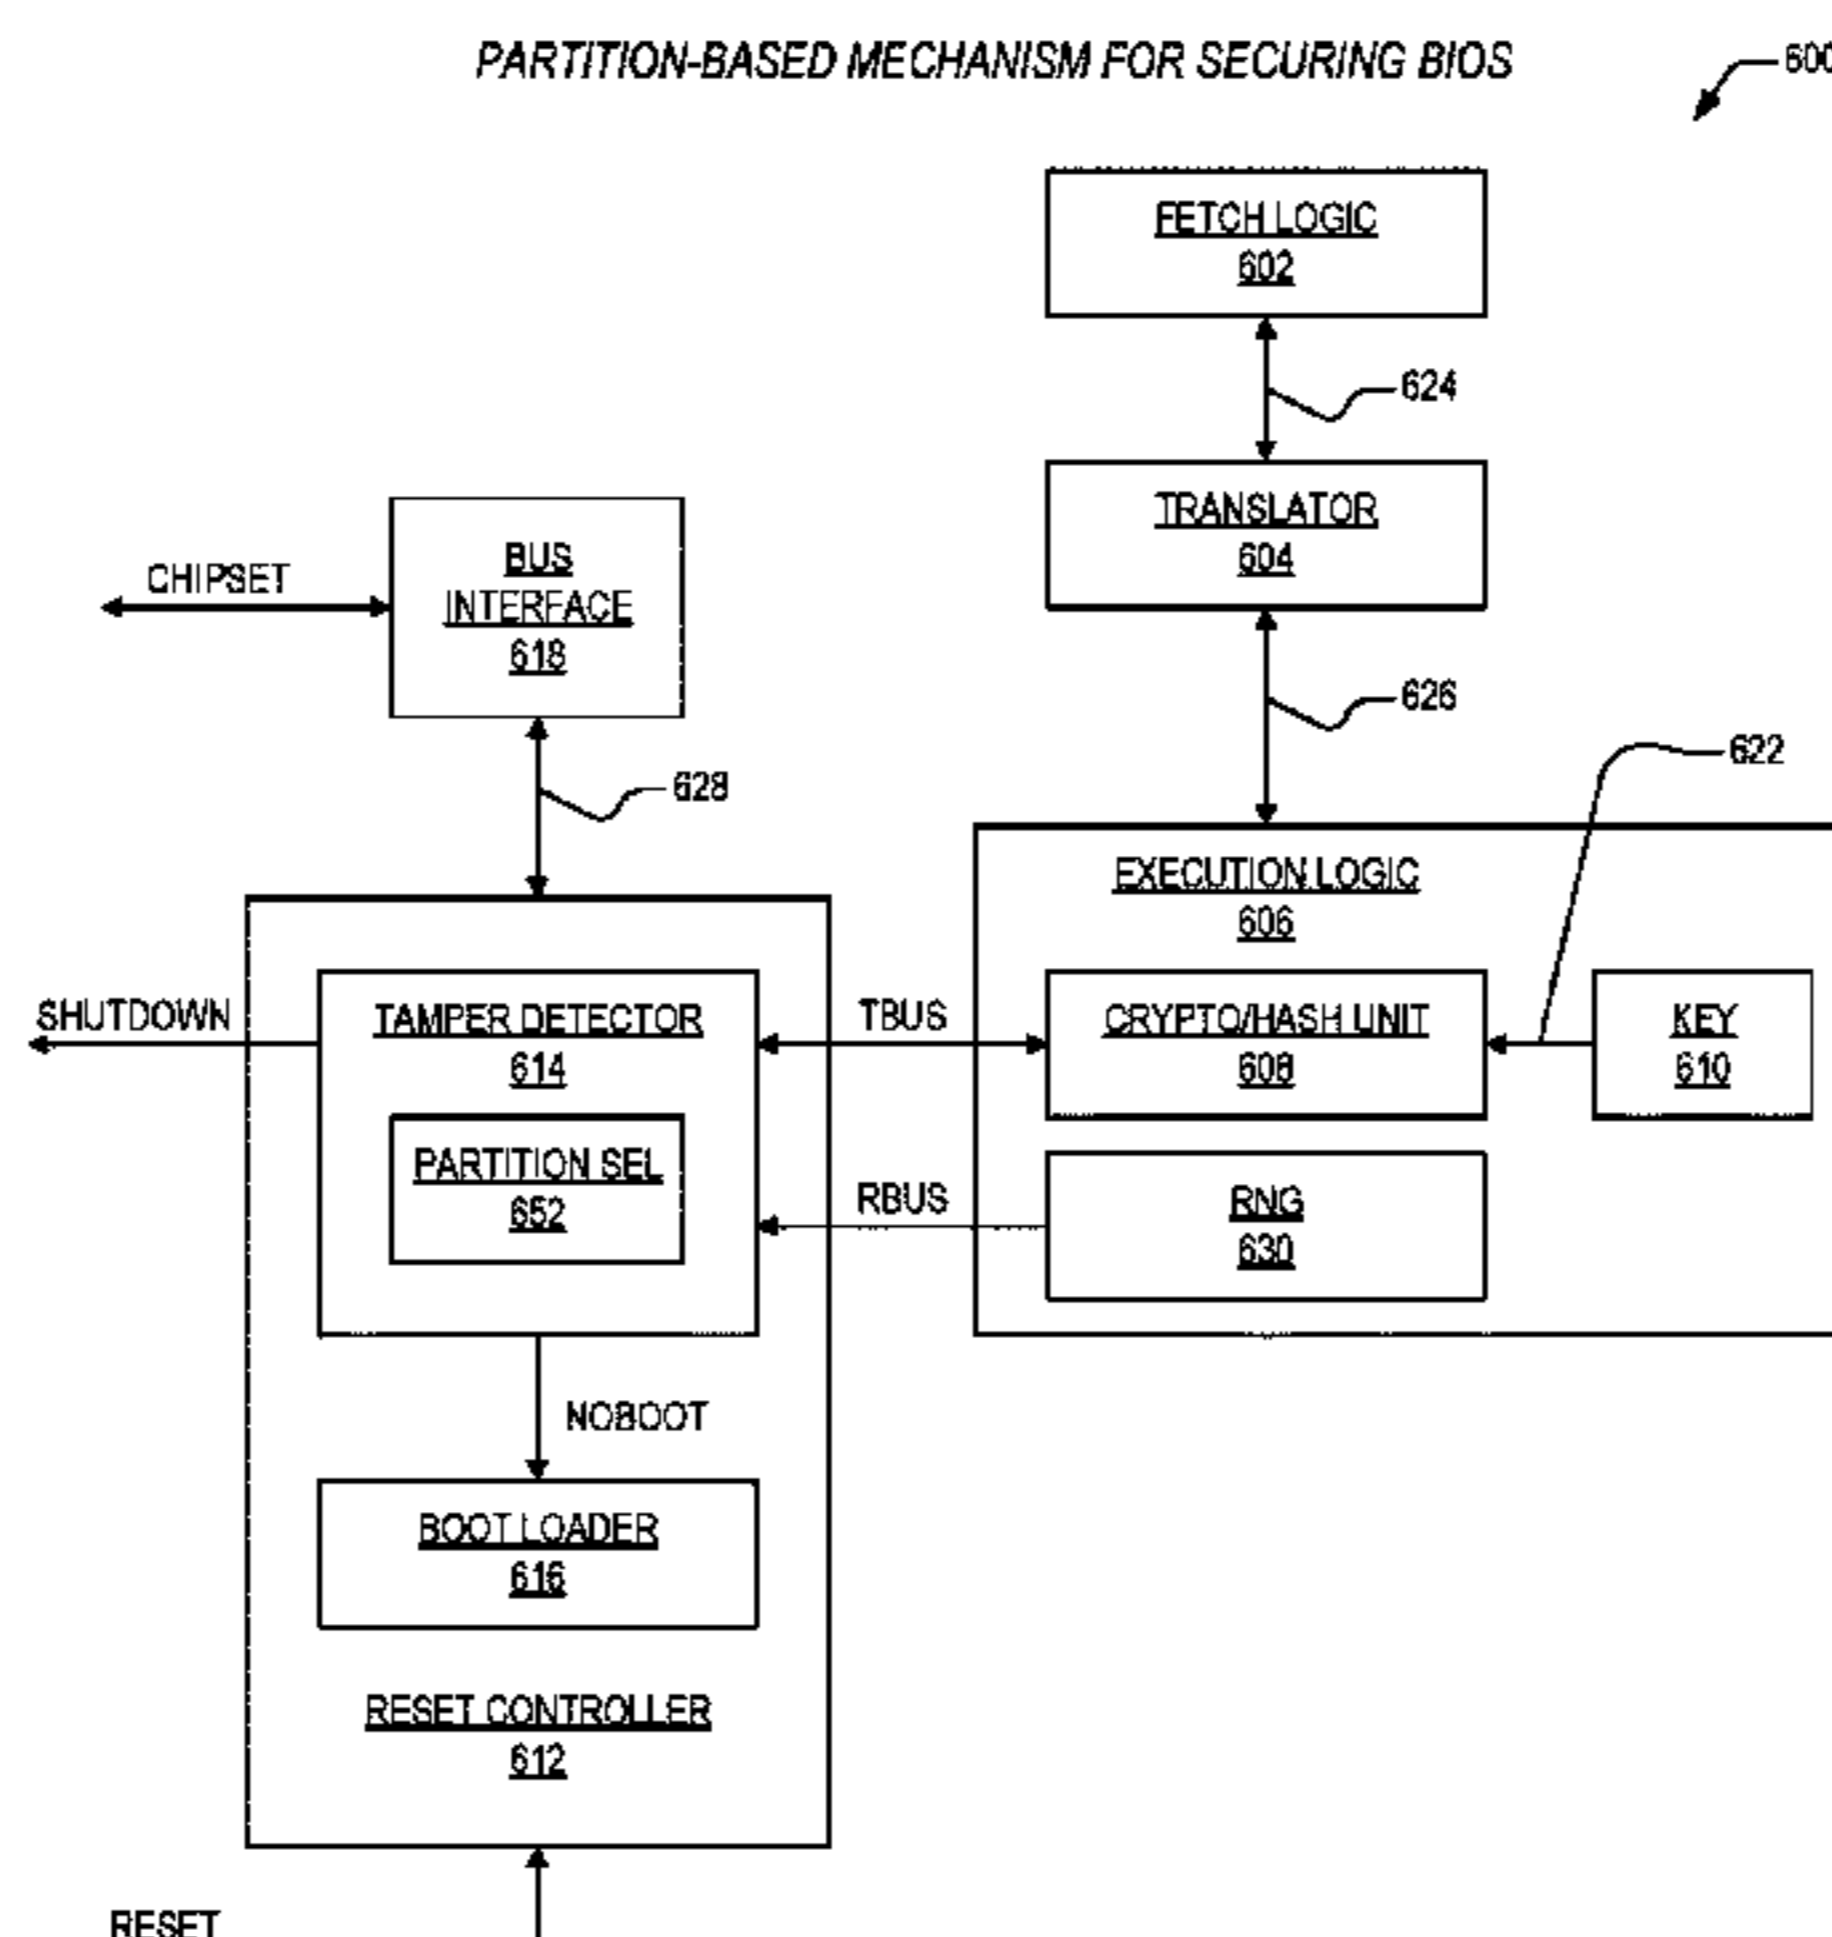 PARTITION-BASED MECHANISM FOR SECURING BIOS
600
FETCH LOGIC
602
624
TRANSLATOR
604
BUS
INTERFACE
618
CHIPSET
626
622
628
EXECUTION LOGIC
606
SHUTDOWN
TAMPER DETECTOR
614
TBUS
CRYPTO/HASH UNIT
608
KEY
610
PARTITION SEL
652
RBUS
RNG
630
NOBOOT
BOOT LOADER
616
RESET CONTROLLER
612
RESET